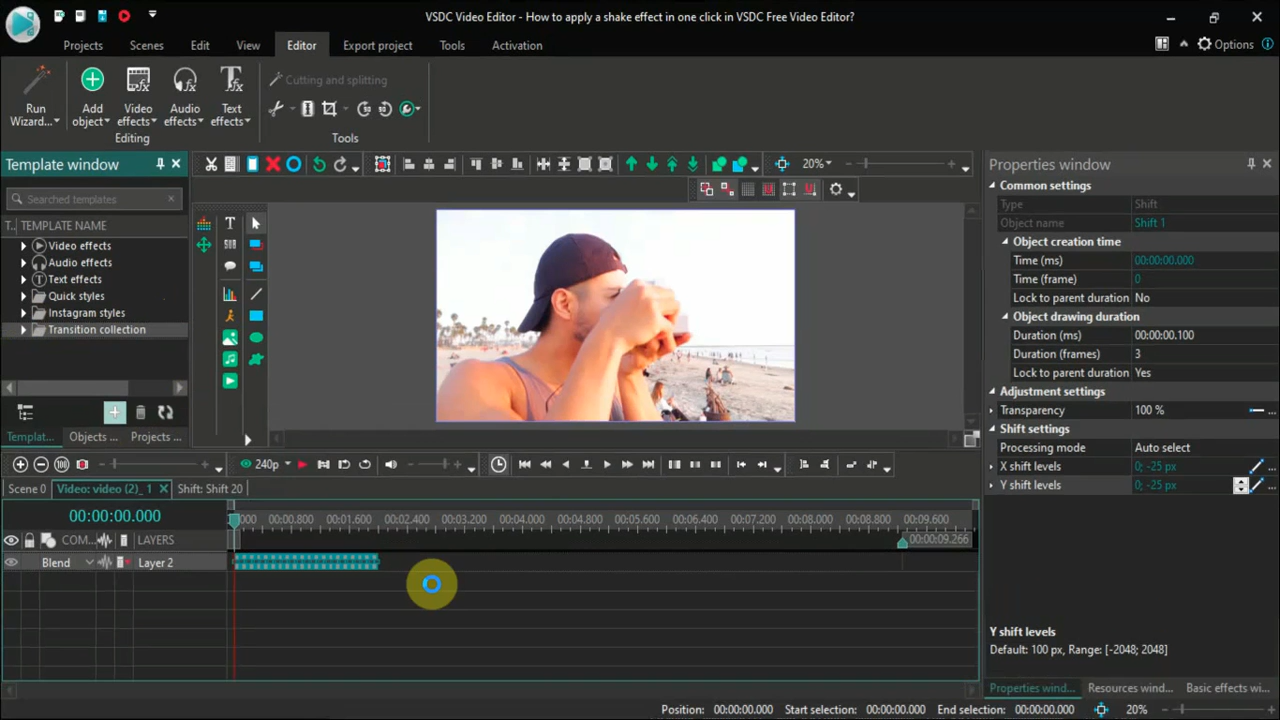 VSDC Video Editor - How to apply a shake effect in one click in VSDC Free Video Editor?
Projects Scenes Edit View Editor Export project Tools Activation Options
Run Wizard...
Add object
Video effects
Audio effects
Text effects
Cutting and splitting
Editing
Tools
Template window
Searched templates
T... TEMPLATE NAME
Video effects
Audio effects
Text effects
Quick styles
Instagram styles
Transition collection
Templat... Objects ... Projects ...
20%
Properties window
Common settings
Type Shift
Object name Shift 1
Object creation time
Time (ms) 00:00:00.000
Time (frame) 0
Lock to parent duration No
Object drawing duration
Duration (ms) 00:00:00.100
Duration (frames) 3
Lock to parent duration Yes
Adjustment settings
Transparency 100 %
Shift settings
Processing mode Auto select
X shift levels 0; -25 px
Y shift levels 0; -25 px
240p
Scene 0 Video: video (2)_ 1 Shift: Shift 20
00:00:00.000
000 00:00.800 00:01.600 00:02.400 00:03.200 00:04.000 00:04.800 00:05.600 00:06.400 00:07.200 00:08.000 00:08.800 00:09.600
00:00:09.266
COM... LAYERS
Blend Layer 2
Y shift levels
Default: 100 px, Range: [-2048; 2048]
Properties wind... Resources wind... Basic effects wi...
Position: 00:00:00.000 Start selection: 00:00:00.000 End selection: 00:00:00.000 20%